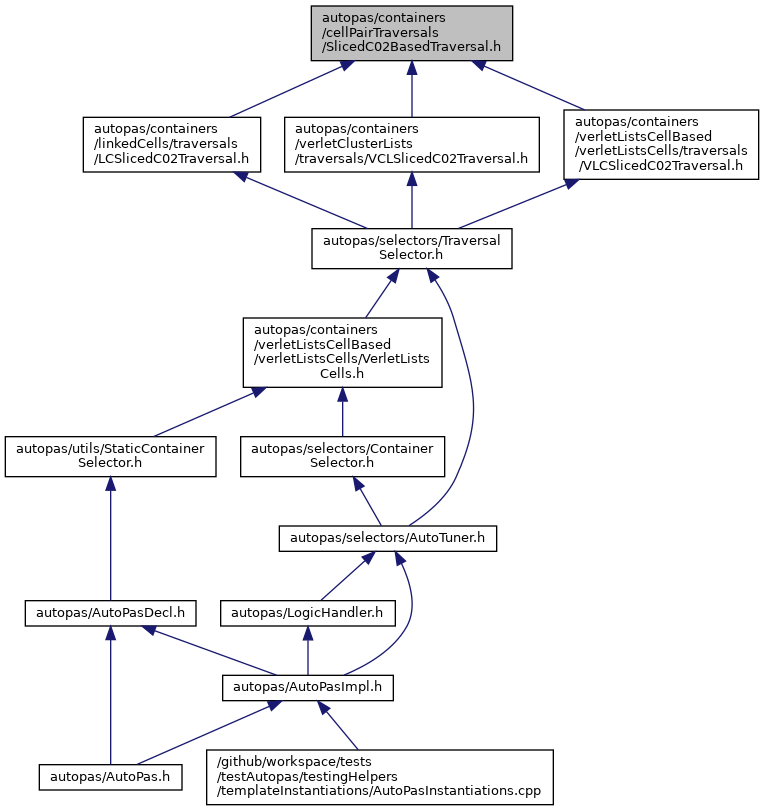 autopas/containers
/cellPairTraversals
/SlicedC02BasedTraversal.h
autopas/containers
/linkedCells/traversals
/LCSlicedC02Traversal.h
autopas/containers
/verletClusterLists
/traversals/VCLSlicedC02Traversal.h
autopas/containers
/verletListsCellBased
/verletListsCells/traversals
/VLCSlicedC02Traversal.h
autopas/selectors/Traversal
Selector.h
autopas/containers
/verletListsCellBased
/verletListsCells/VerletLists
Cells.h
autopas/utils/StaticContainer
Selector.h
autopas/selectors/Container
Selector.h
autopas/selectors/AutoTuner.h
autopas/AutoPasDecl.h
autopas/LogicHandler.h
autopas/AutoPasImpl.h
autopas/AutoPas.h
/github/workspace/tests
/testAutopas/testingHelpers
/templateInstantiations/AutoPasInstantiations.cpp